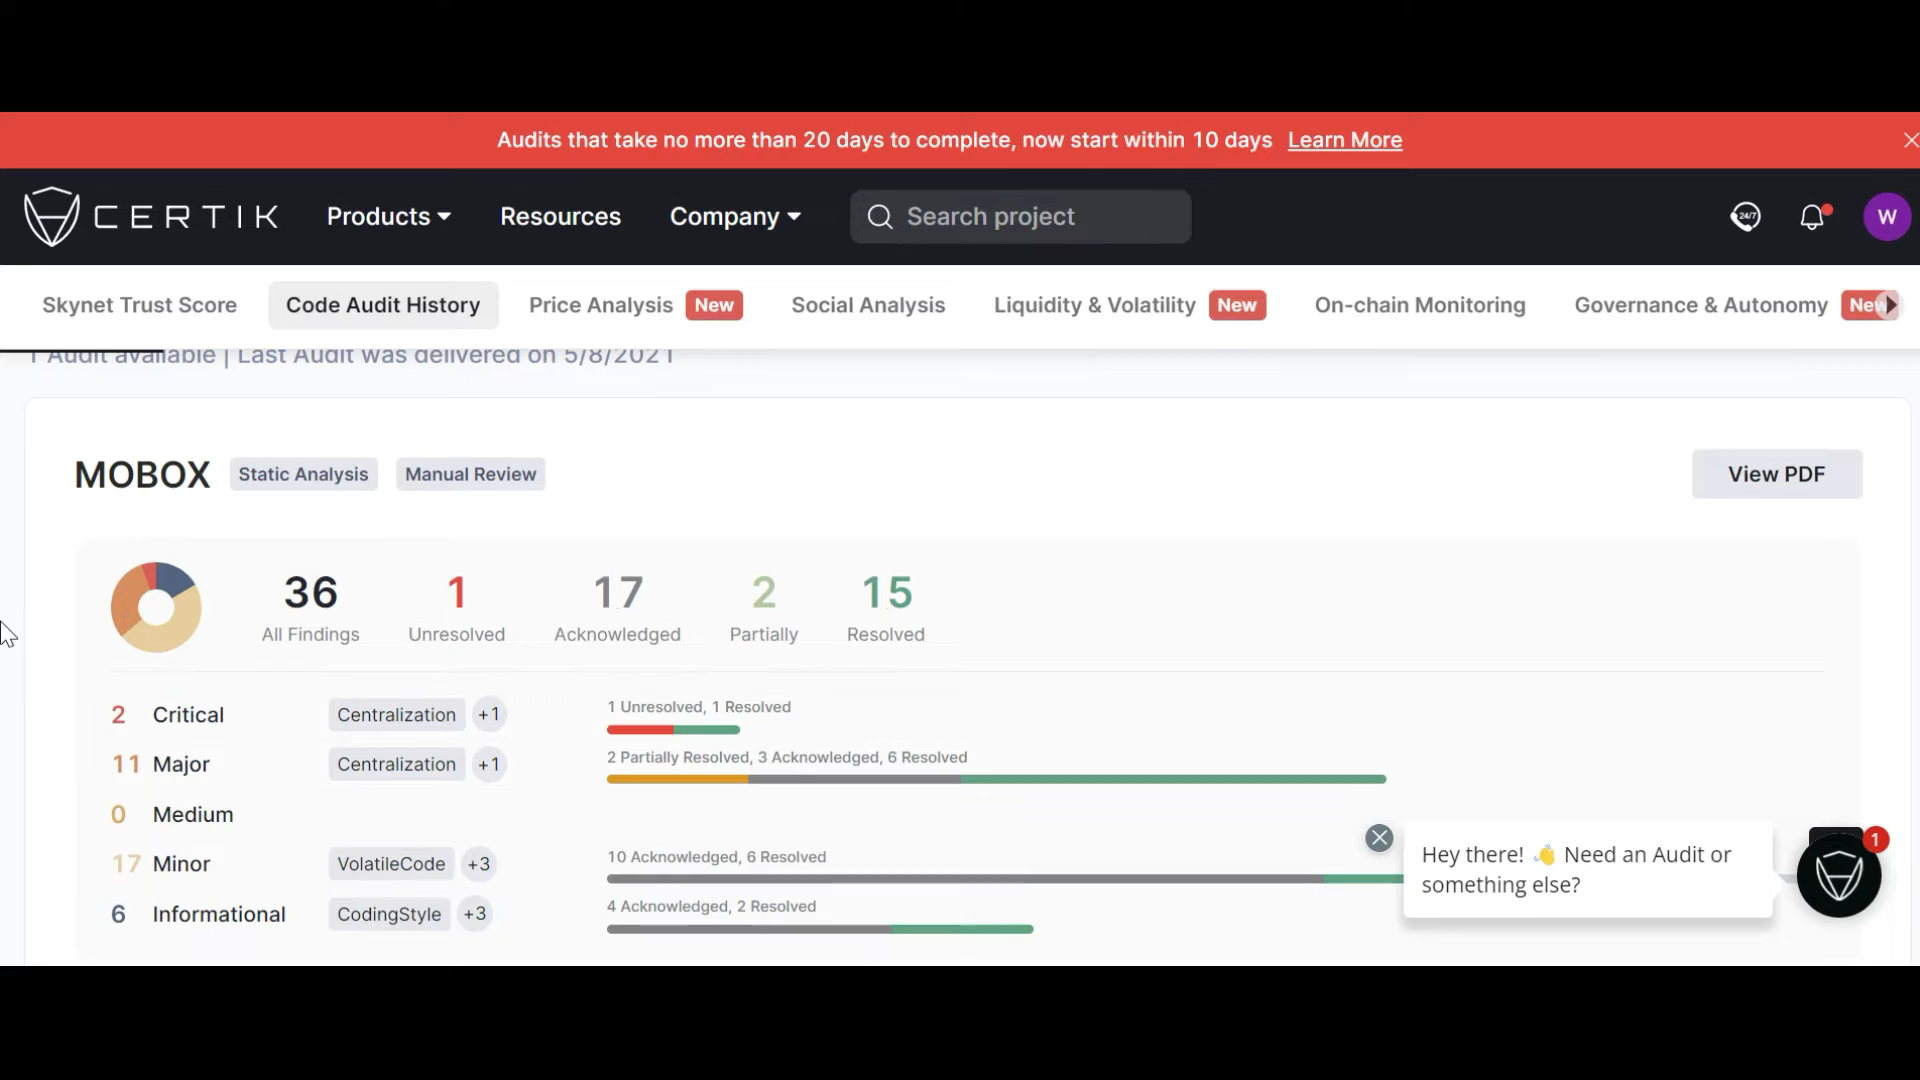 Audits that take no more than 20 days to complete, now start within 10 days Learn More
CERTIK Products Resources Company Search project 24/7 W
Skynet Trust Score Code Audit History Price Analysis New Social Analysis Liquidity & Volatility New On-chain Monitoring Governance & Autonomy New
1 Audit available | Last Audit was delivered on 5/8/2021
MOBOX Static Analysis Manual Review View PDF
36 1 17 2 15
All Findings Unresolved Acknowledged Partially Resolved
2 Critical Centralization +1 1 Unresolved, 1 Resolved
11 Major Centralization +1 2 Partially Resolved, 3 Acknowledged, 6 Resolved
0 Medium
17 Minor VolatileCode +3 10 Acknowledged, 6 Resolved
6 Informational CodingStyle +3 4 Acknowledged, 2 Resolved
Hey there! 👋 Need an Audit or
something else?
1